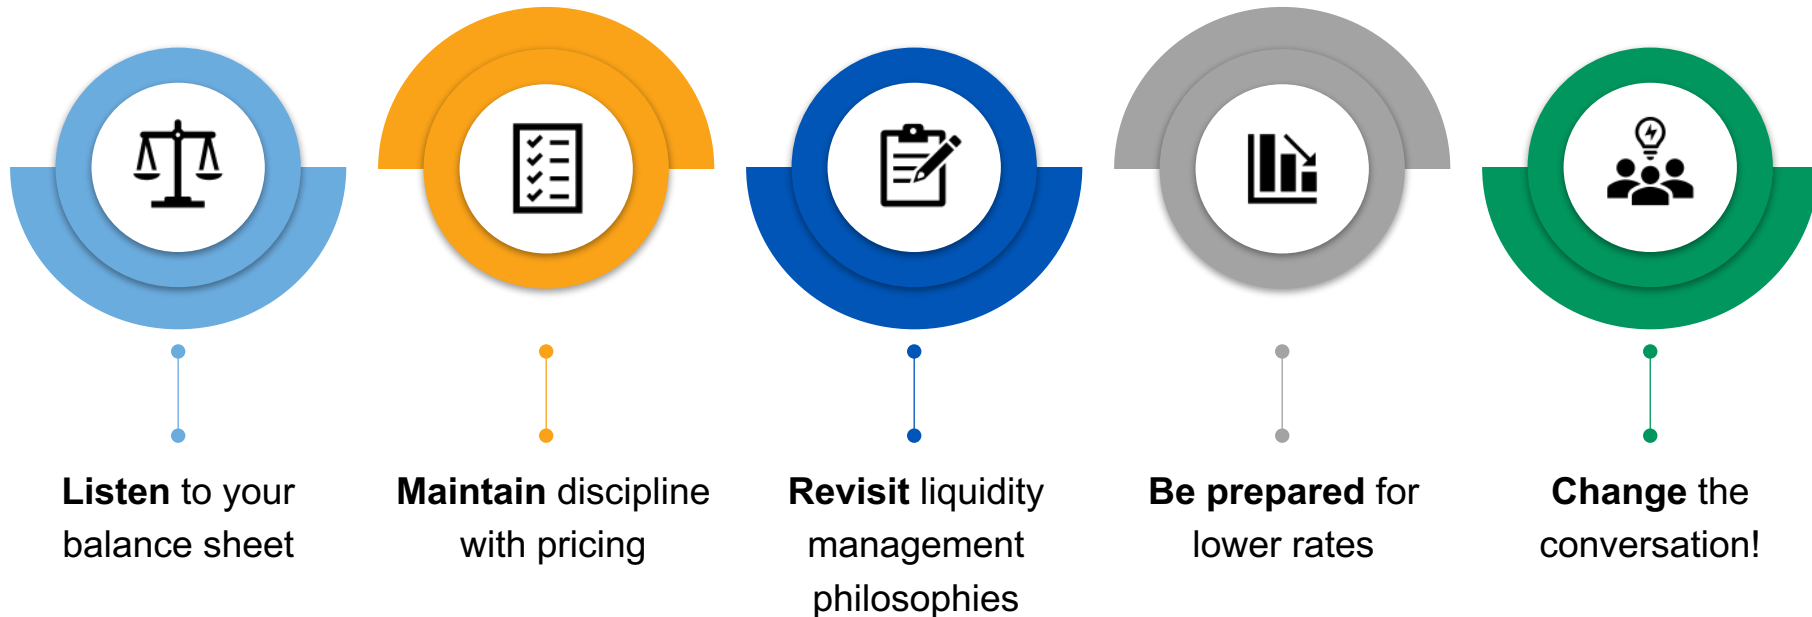 Listen to your
balance sheet
Maintain discipline
with pricing
Revisit liquidity
management
philosophies
Be prepared for
lower rates
Change the
conversation!